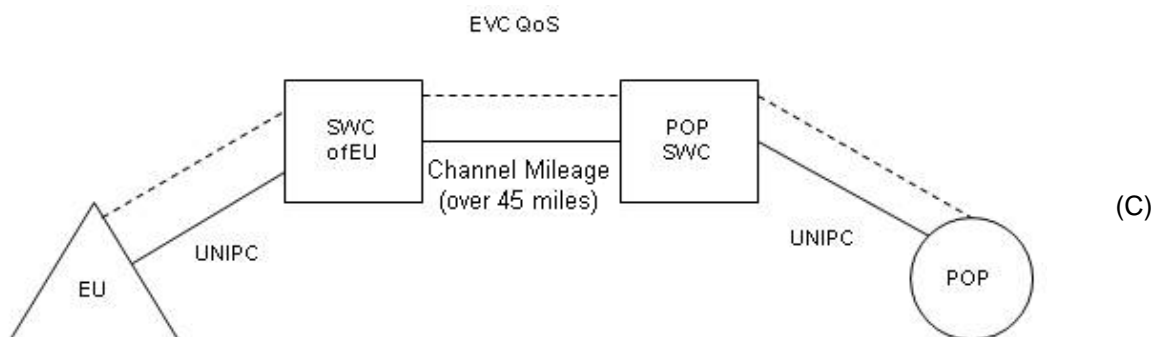 EVC QoS
SWC
ofEU
POP
SWC
Channel Mileage
(over 45 miles)
(C)
UNIPC
UNIPC
EU
POP